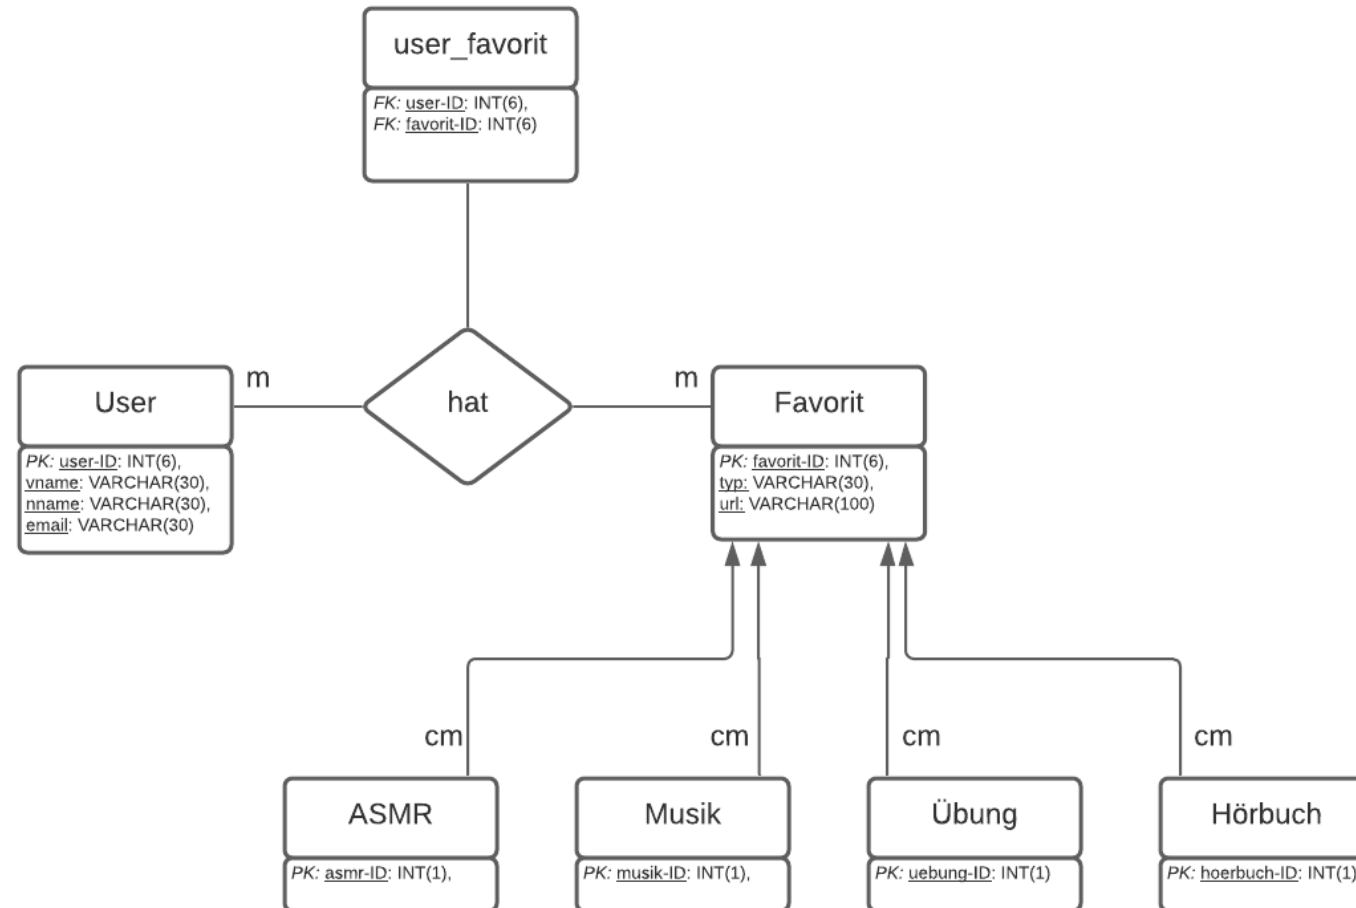 user_favorit
FK: user-ID: INT(6),
FK: favorit-ID: INT(6)
User
m
hat
m
Favorit
PK: user-ID: INT(6),
vname: VARCHAR(30),
nname: VARCHAR(30),
email: VARCHAR(30)
PK: favorit-ID: INT(6),
typ: VARCHAR(30),
url: VARCHAR(100)
cm
cm
cm
cm
ASMR
Musik
Übung
Hörbuch
PK: asmr-ID: INT(1),
PK: musik-ID: INT(1),
PK: uebung-ID: INT(1)
PK: hoerbuch-ID: INT(1)